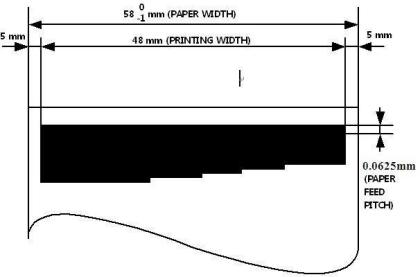 58 0 -1 mm (PAPER WIDTH)
5 mm
48 mm (PRINTING WIDTH)
5 mm
0.0625mm
(PAPER
FEED
PITCH)